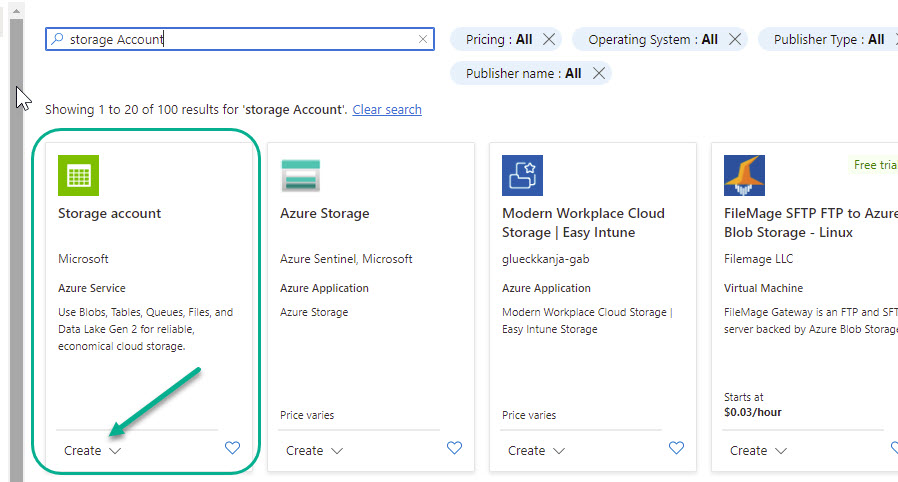 storage Account
Pricing : All
Operating System : All
Publisher Type : All
Publisher name : All
Showing 1 to 20 of 100 results for 'storage Account'. Clear search
Storage account
Microsoft
Azure Service
Use Blobs, Tables, Queues, Files, and
Data Lake Gen 2 for reliable,
economical cloud storage.
Create
Azure Storage
Azure Sentinel, Microsoft
Azure Application
Azure Storage
Price varies
Create
Modern Workplace Cloud
Storage | Easy Intune
glueckkanja-gab
Azure Application
Modern Workplace Cloud Storage |
Easy Intune Storage
Price varies
Create
Free tria
FileMage SFTP FTP to Azure
Blob Storage - Linux
Filemage LLC
Virtual Machine
FileMage Gateway is an FTP and SFT
server backed by Azure Blob Storage
Starts at
$0.03/hour
Create